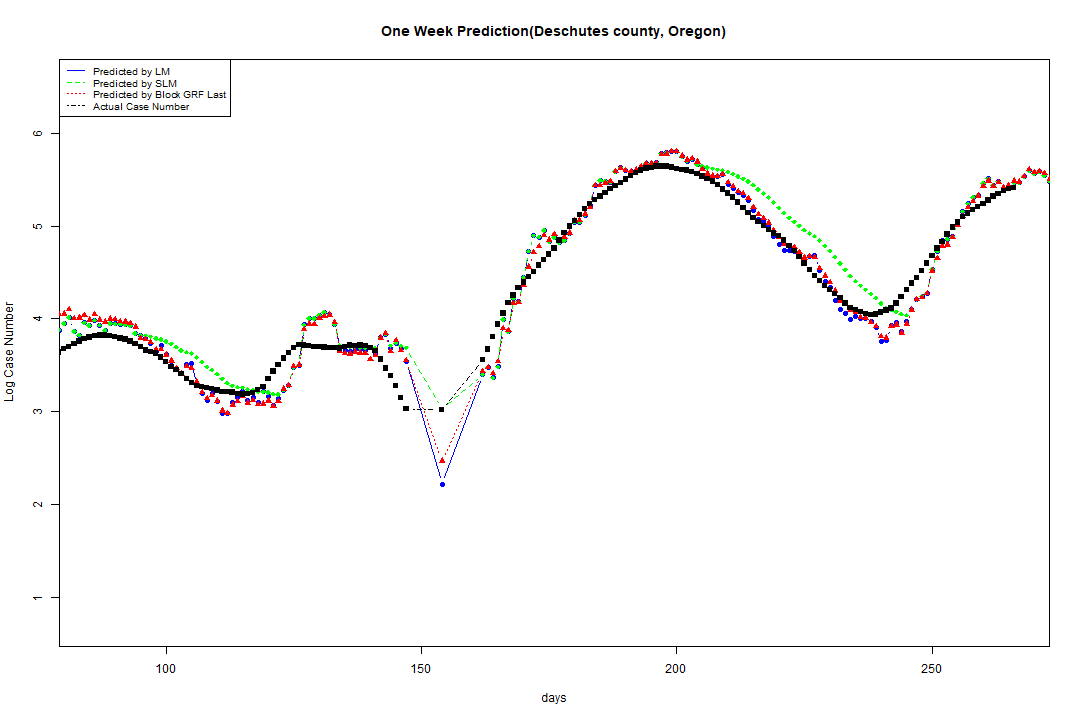 One Week Prediction(Deschutes county, Oregon)
Predicted by LM
Predicted by SLM
Predicted by Block GRF Last
Actual Case Number
Log Case Number
6
5
4
3
2
1
100
150
200
250
days